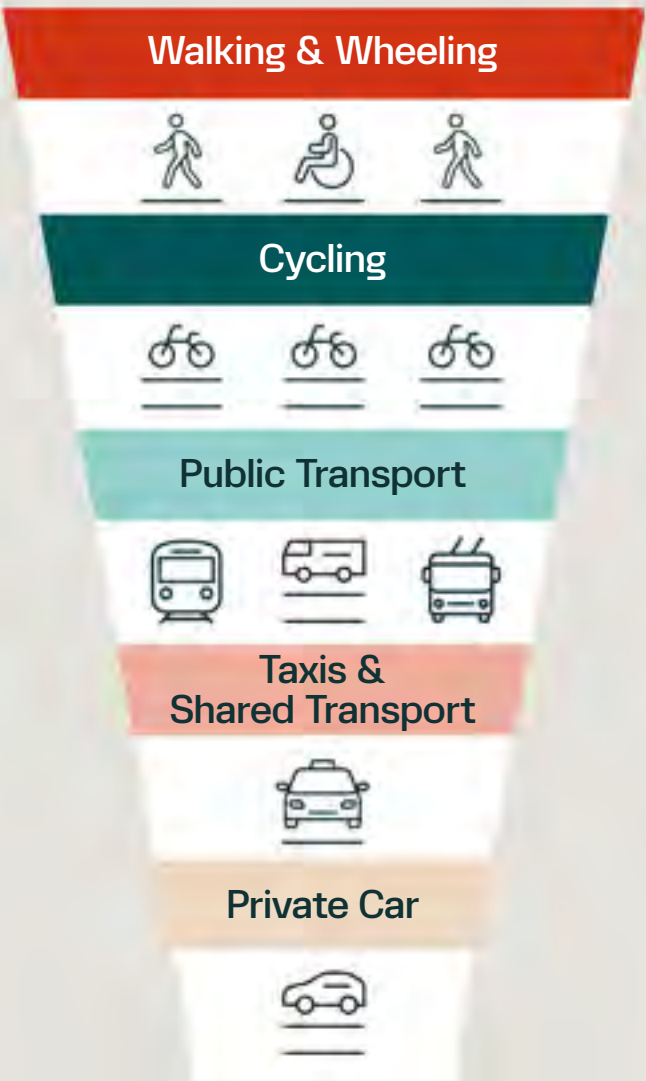 Walking & Wheeling
Cycling
Public Transport
Taxis &
Shared Transport
Private Car